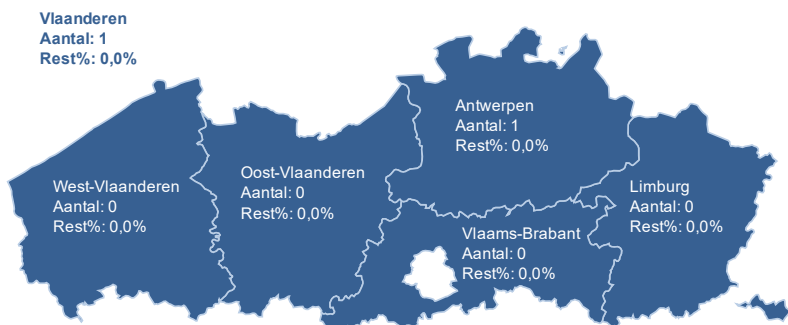 Vlaanderen
Aantal: 1
Rest%: 0,0%
Antwerpen
Aantal: 1
Rest%: 0,0%
West-Vlaanderen
Aantal: 0
Rest%: 0,0%
Oost-Vlaanderen
Aantal: 0
Rest%: 0,0%
Limburg
Aantal: 0
Rest%: 0,0%
Vlaams-Brabant
Aantal: 0
Rest%: 0,0%